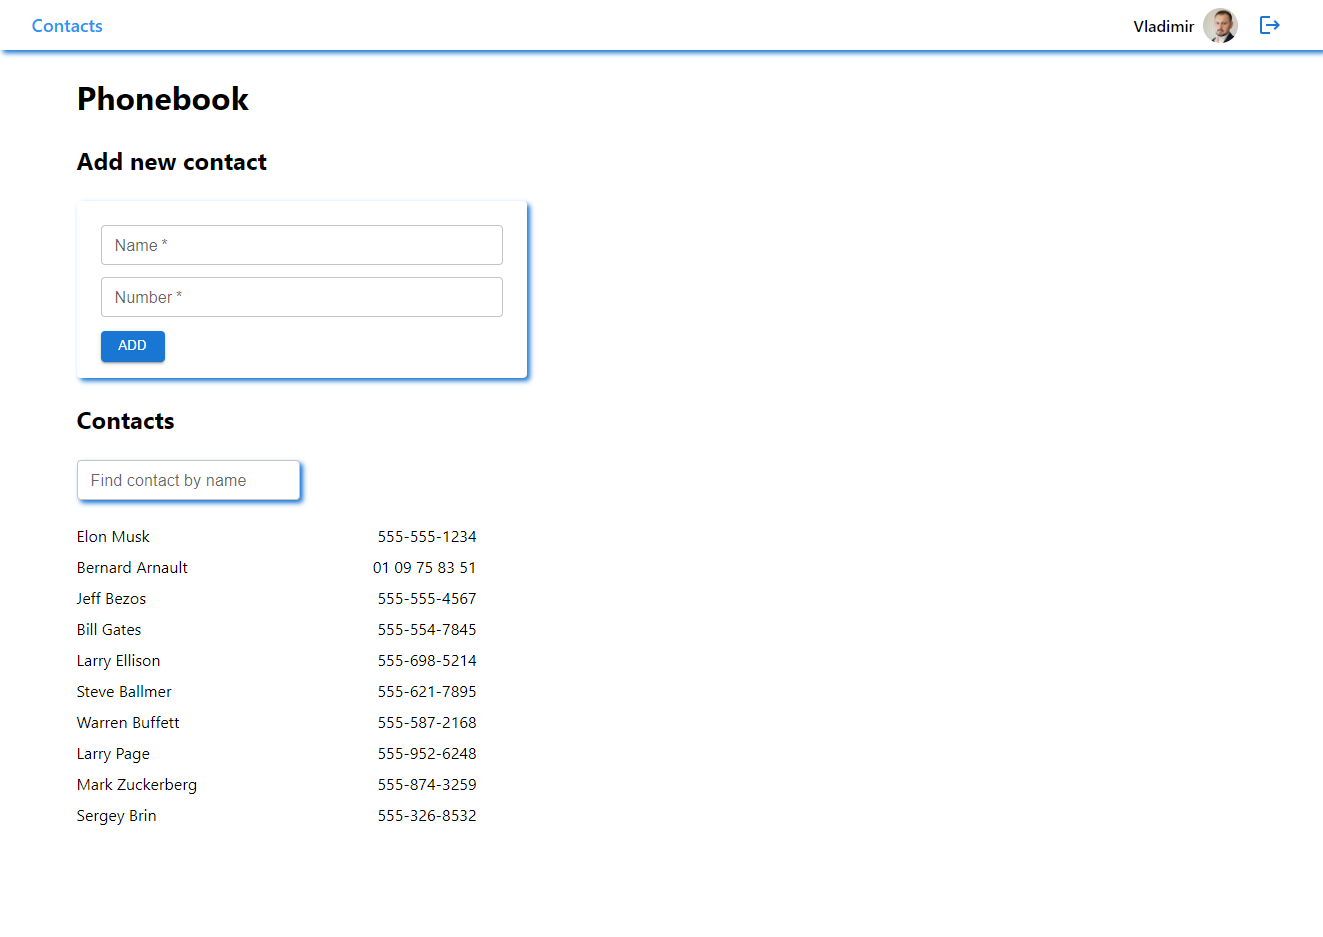 Contacts Vladimir
Phonebook
Add new contact
Name *
Number *
ADD
Contacts
Find contact by name
Elon Musk 555-555-1234
Bernard Arnault 01 09 75 83 51
Jeff Bezos 555-555-4567
Bill Gates 555-554-7845
Larry Ellison 555-698-5214
Steve Ballmer 555-621-7895
Warren Buffett 555-587-2168
Larry Page 555-952-6248
Mark Zuckerberg 555-874-3259
Sergey Brin 555-326-8532